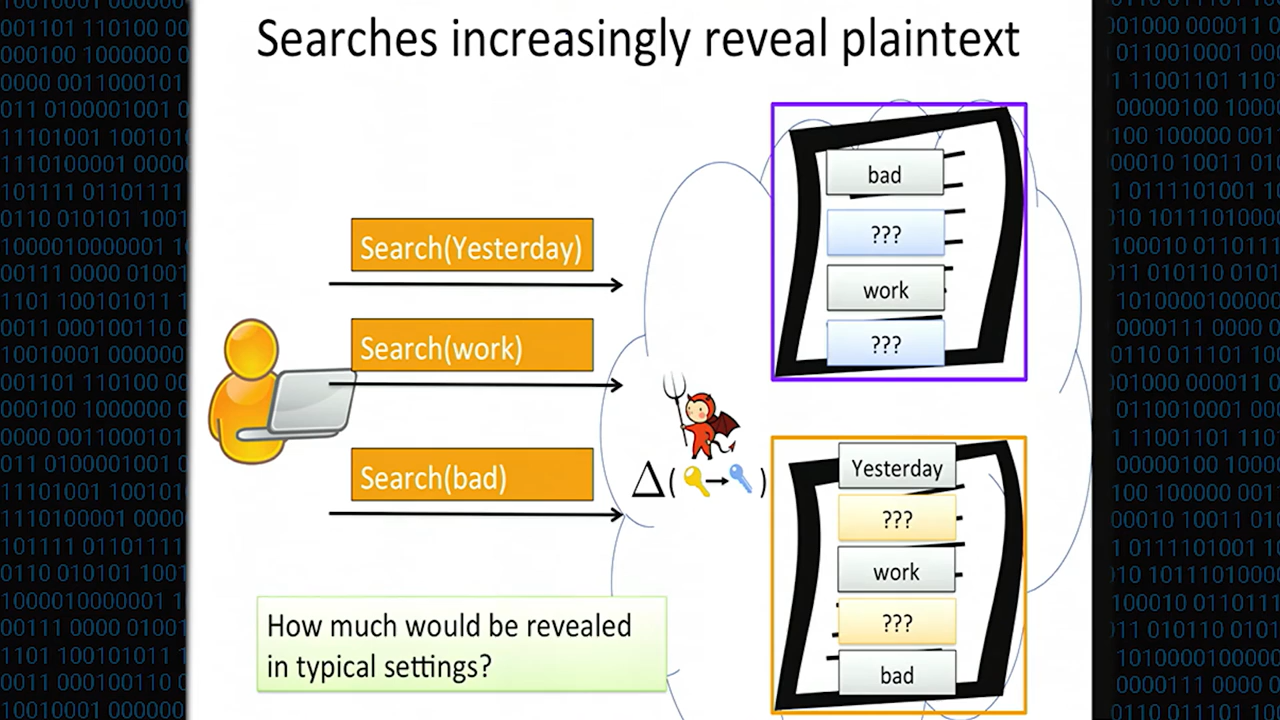 Searches increasingly reveal plaintext
Search(Yesterday)
Search(work)
Search(bad)
Δ( → )
bad
???
work
???
Yesterday
???
work
???
bad
How much would be revealed
in typical settings?